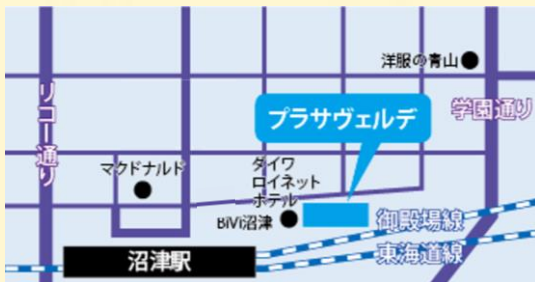 洋服の青山
リコー通り
プラサヴェルデ
学園通り
マクドナルド
ダイワ
ロイネット
ホテル
BiVi沼津
御殿場線
東海道線
沼津駅